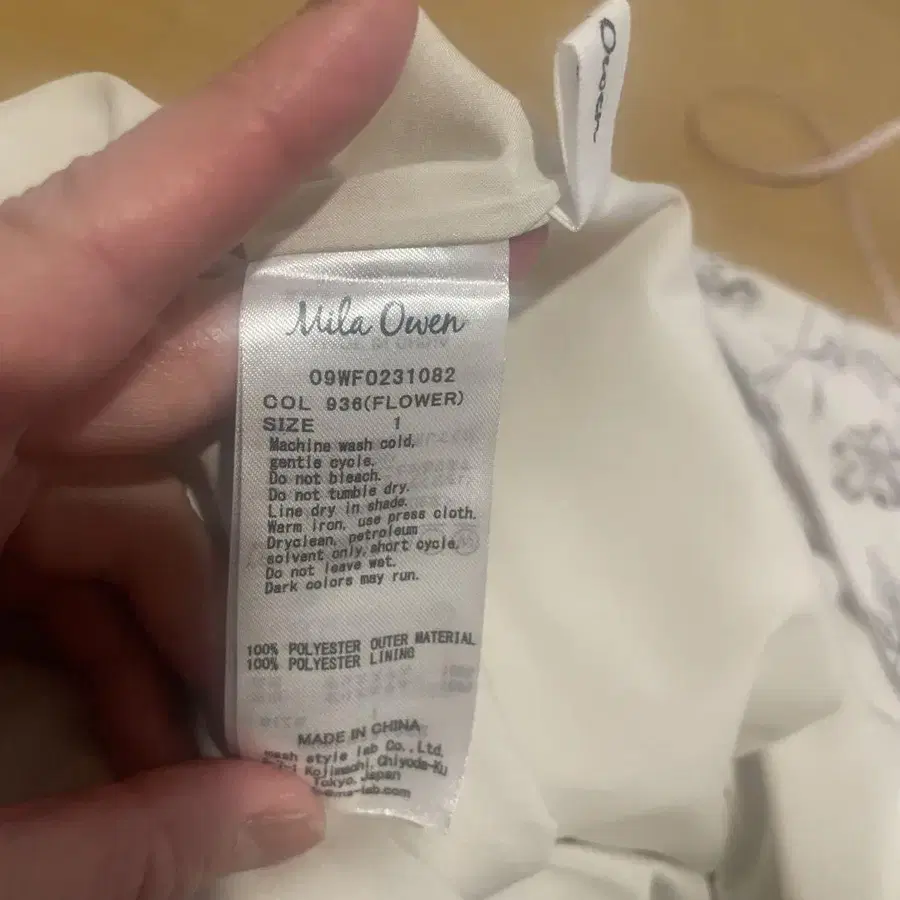 Owen
Mila Owen
09WF0231082
COL 936(FLOWER)
SIZE 1
Machine wash cold,
gentle cycle.
Do not bleach.
Do not tumble dry.
Line dry in shade.
Warm iron, use press cloth.
Dryclean, petroleum
solvent only, short cycle.
Do not leave wet.
Dark colors may run.
100% POLYESTER OUTER MATERIAL
100% POLYESTER LINING
MADE IN CHINA
mash style lab Co.,Ltd.
Kojimachi, Chiyoda-Ku
Tokyo, Japan